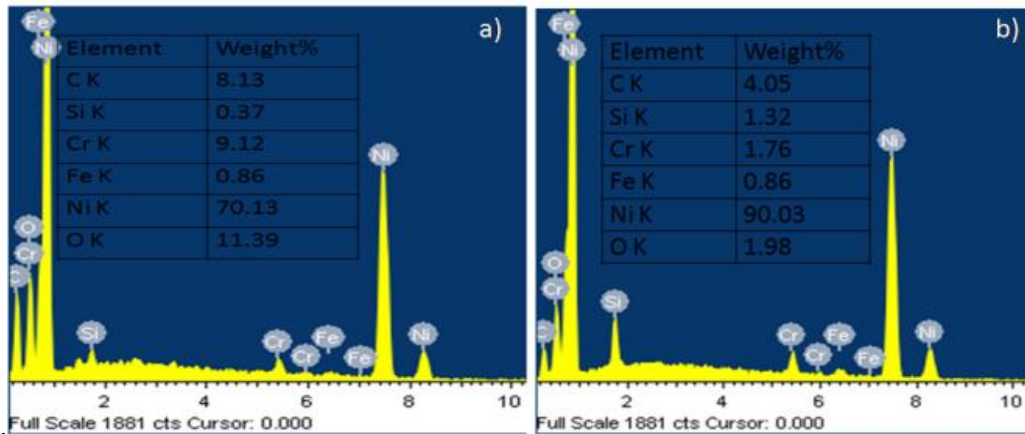 a)
Fe
Ni
Element Weight%
C K 8.13
Si K 0.37
Cr K 9.12
Fe K 0.86
Ni K 70.13
O K 11.39
O
Cr
C
Si
Cr
Cr
Fe
Fe
Ni
Ni
2 4 6 8 10
Full Scale 1881 cts Cursor: 0.000
b)
Fe
Ni
Element Weight%
C K 4.05
Si K 1.32
Cr K 1.76
Fe K 0.86
Ni K 90.03
O K 1.98
O
Cr
C
Si
Cr
Cr
Fe
Fe
Ni
Ni
2 4 6 8 10
Full Scale 1881 cts Cursor: 0.000